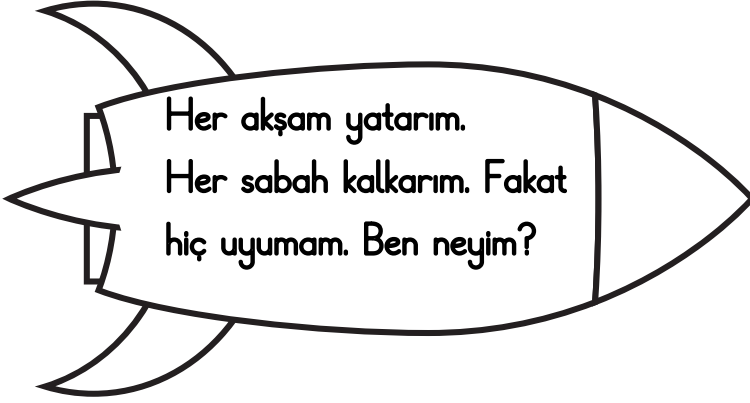 Her akşam yatarım.
Her sabah kalkarım. Fakat
hiç uyumam. Ben neyim?